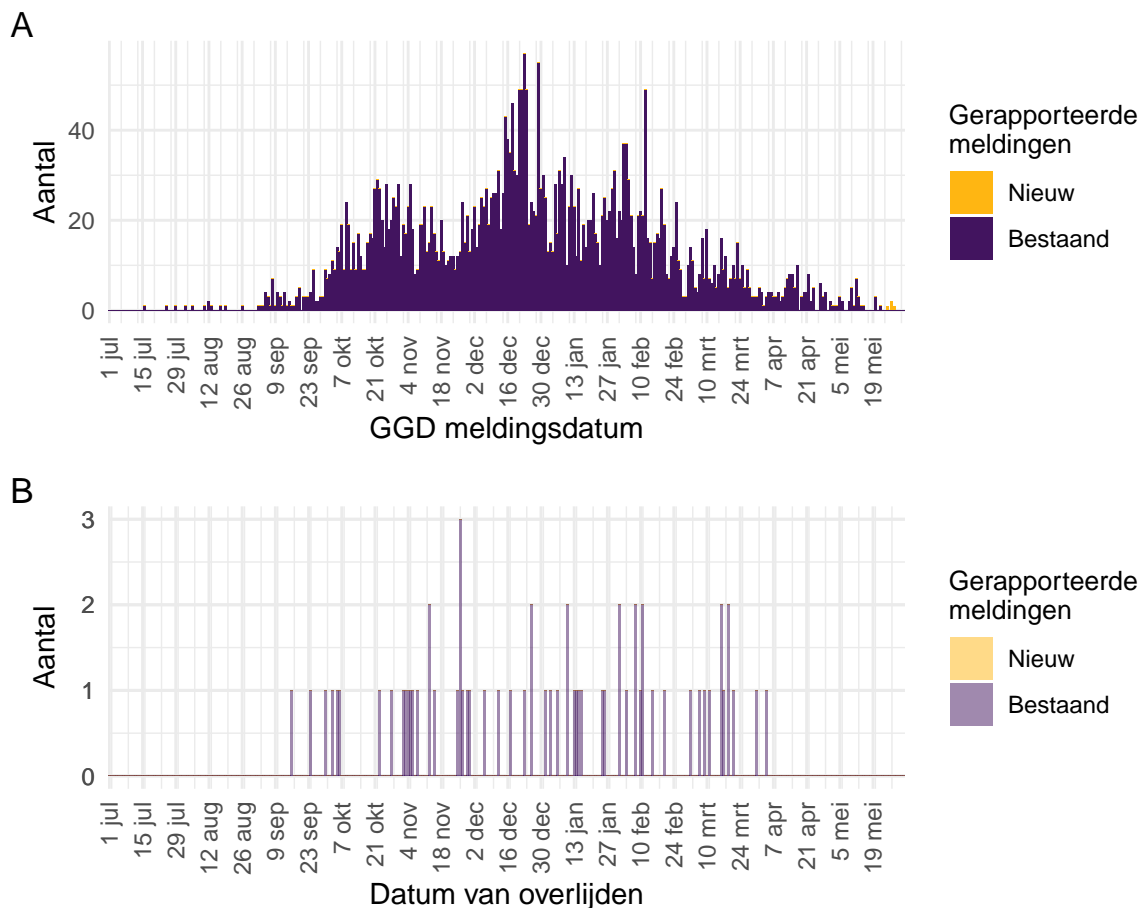 A
Aantal
40
20
0
1 jul
15 jul
29 jul
12 aug
26 aug
9 sep
23 sep
7 okt
21 okt
4 nov
18 nov
2 dec
16 dec
30 dec
13 jan
27 jan
10 feb
24 feb
10 mrt
24 mrt
7 apr
21 apr
5 mei
19 mei
GGD meldingsdatum
Gerapporteerde
meldingen
Nieuw
Bestaand
B
Aantal
3
2
1
0
1 jul
15 jul
29 jul
12 aug
26 aug
9 sep
23 sep
7 okt
21 okt
4 nov
18 nov
2 dec
16 dec
30 dec
13 jan
27 jan
10 feb
24 feb
10 mrt
24 mrt
7 apr
21 apr
5 mei
19 mei
Datum van overlijden
Gerapporteerde
meldingen
Nieuw
Bestaand